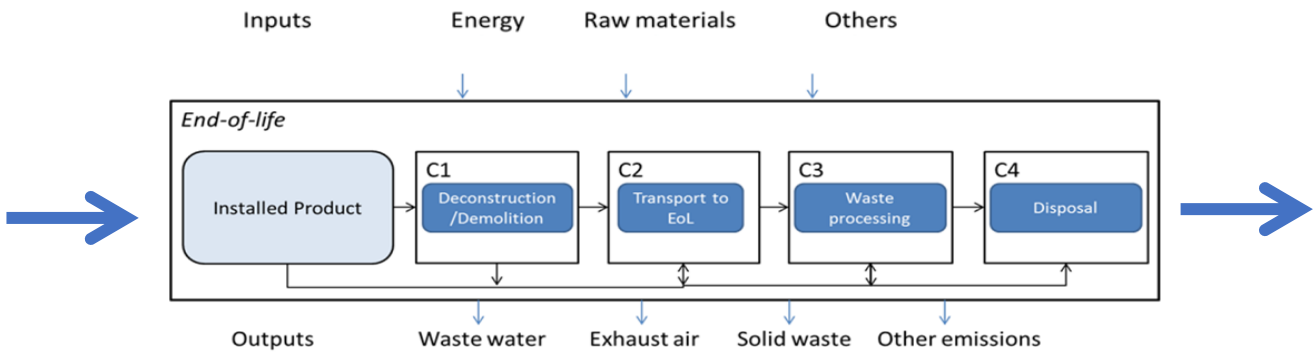 Inputs Energy Raw materials Others
End-of-life
Installed Product
C1
Deconstruction
/Demolition
C2
Transport to
EoL
C3
Waste
processing
C4
Disposal
Outputs Waste water Exhaust air Solid waste Other emissions